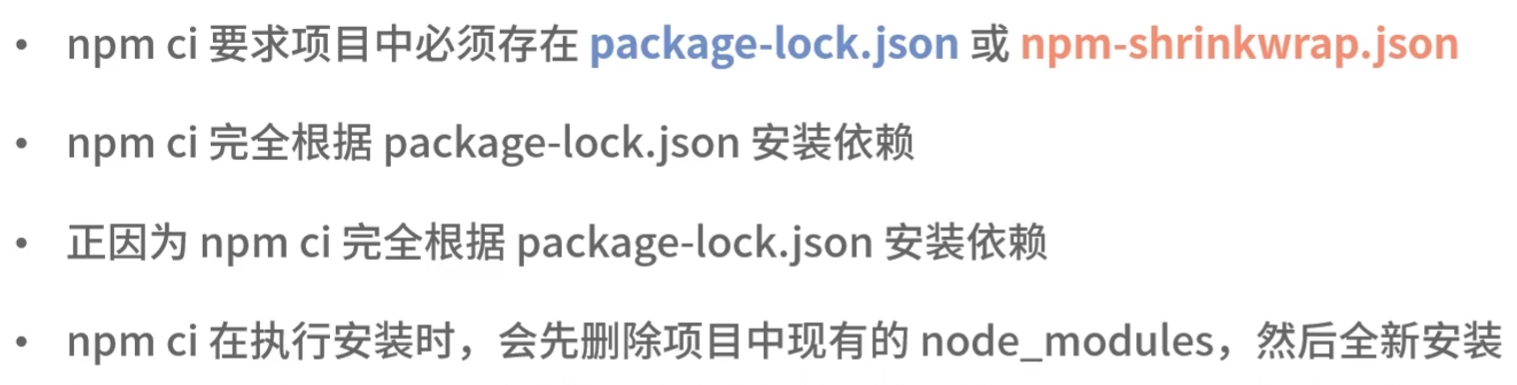 • npm ci 要求项目中必须存在 package-lock.json 或 npm-shrinkwrap.json
• npm ci 完全根据 package-lock.json 安装依赖
• 正因为 npm ci 完全根据 package-lock.json 安装依赖
• npm ci 在执行安装时，会先删除项目中现有的 node_modules，然后全新安装